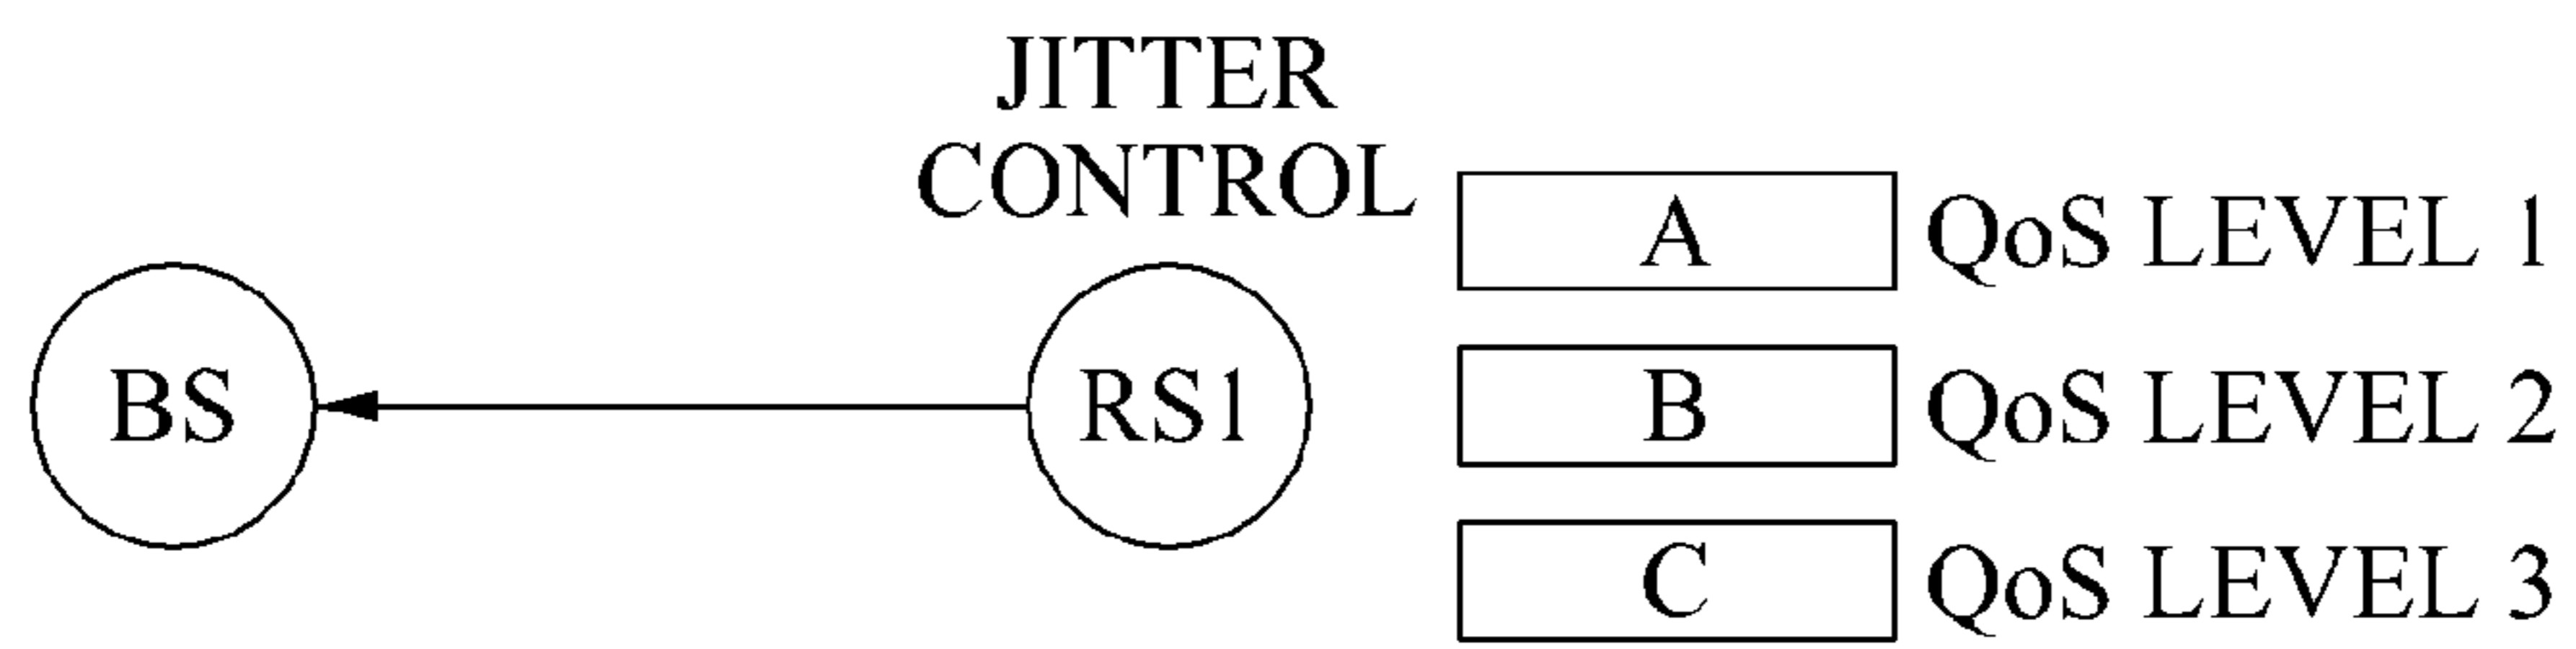 JITTER
CONTROL
A QoS LEVEL 1
BS RS1 B QoS LEVEL 2
C QoS LEVEL 3